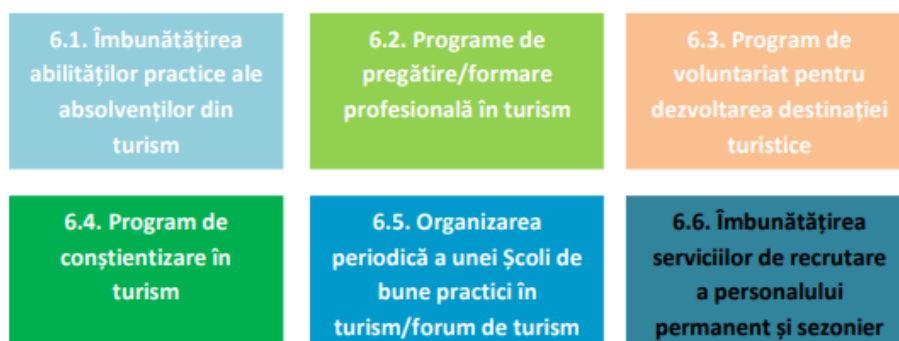 6.1. Îmbunătățirea
abilităților practice ale
absolvenților din
turism
6.2. Programe de
pregătire/formare
profesională în turism
6.3. Program de
voluntariat pentru
dezvoltarea destinației
turistice
6.4. Program de
conștientizare în
turism
6.5. Organizarea
periodică a unei Școli de
bune practici în
turism/forum de turism
6.6. Îmbunătățirea
serviciilor de recrutare
a personalului
permanent și sezonier